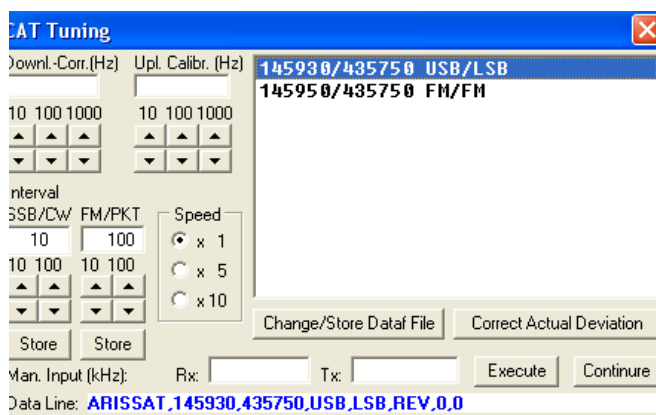 CAT Tuning
Downl.-Corr.(Hz) Upl. Calibr. (Hz)
145930/435750 USB/LSB
145950/435750 FM/FM
10 100 1000 10 100 1000
Interval
SSB/CW FM/PKT Speed
10 100 x 1
10 100 10 100 x 5
x 10
Change/Store Dataf File Correct Actual Deviation
Store Store
Man. Input (kHz): Rx: Tx: Execute Continure
Data Line: ARISSAT,145930,435750,USB,LSB,REV,0,0